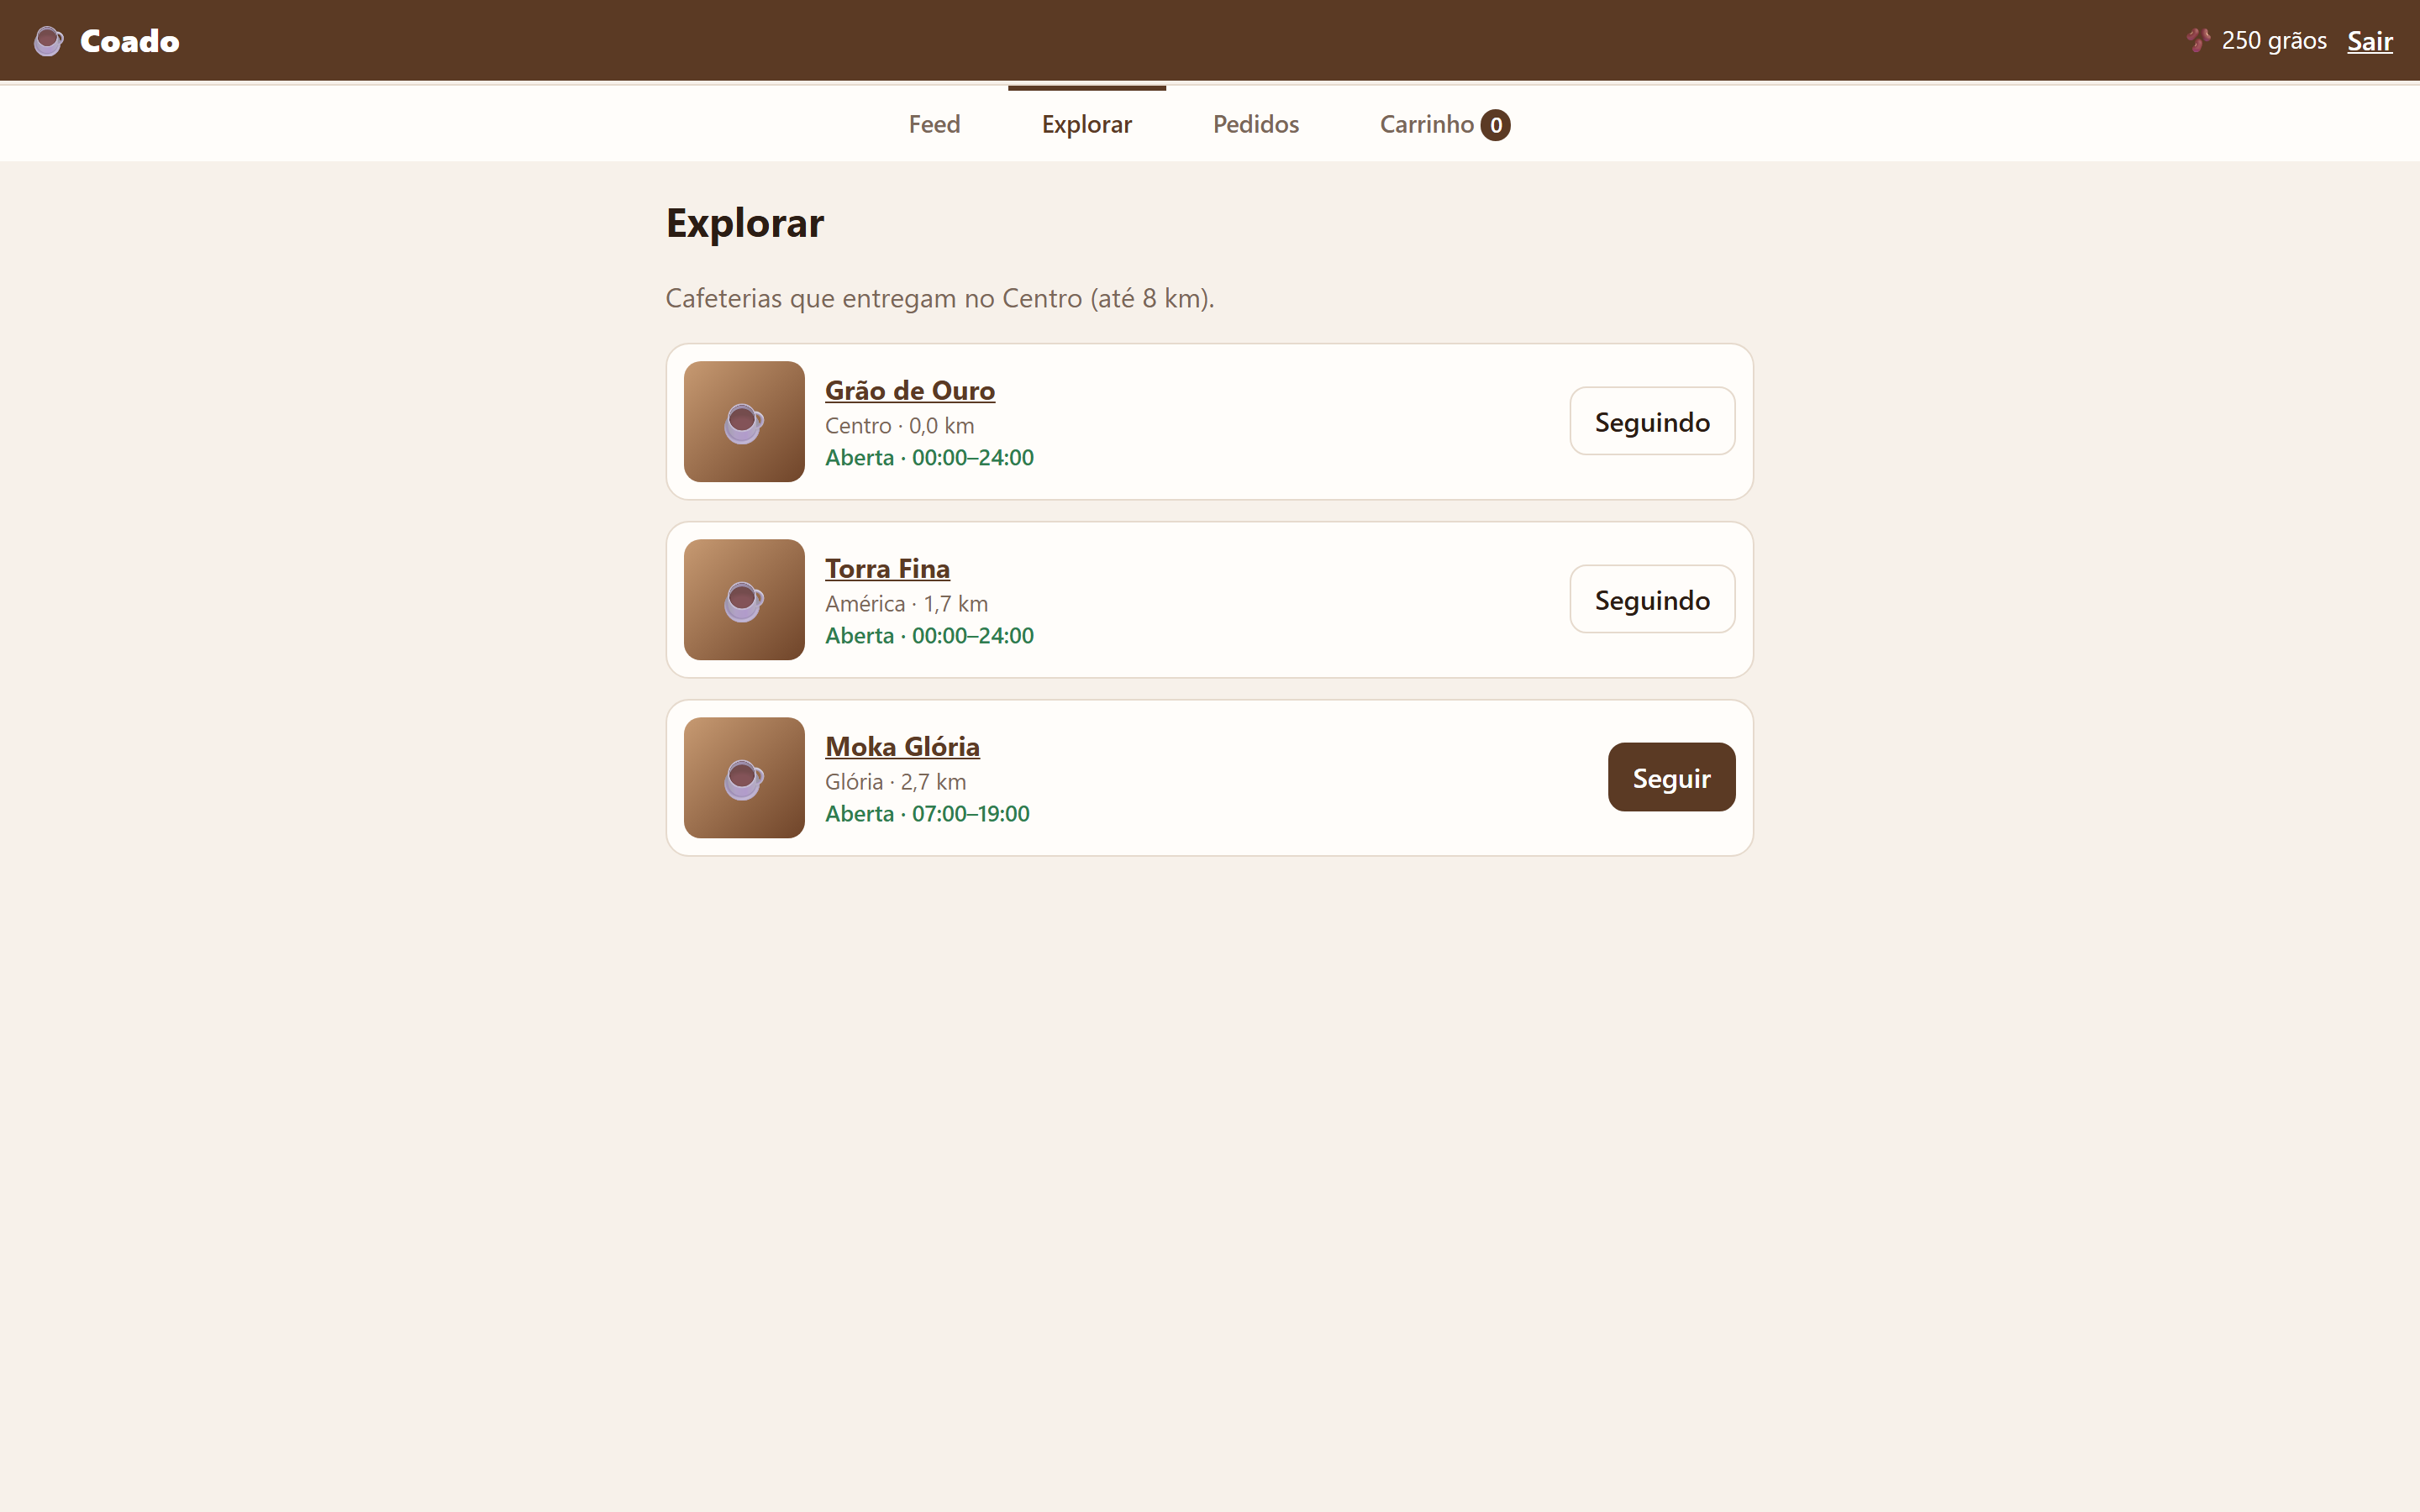 Coado
250 grãos Sair
Feed Explorar Pedidos Carrinho 0
Explorar
Cafeterias que entregam no Centro (até 8 km).
Grão de Ouro
Centro · 0,0 km
Aberta · 00:00–24:00
Seguindo
Torra Fina
América · 1,7 km
Aberta · 00:00–24:00
Seguindo
Moka Glória
Glória · 2,7 km
Aberta · 07:00–19:00
Seguir